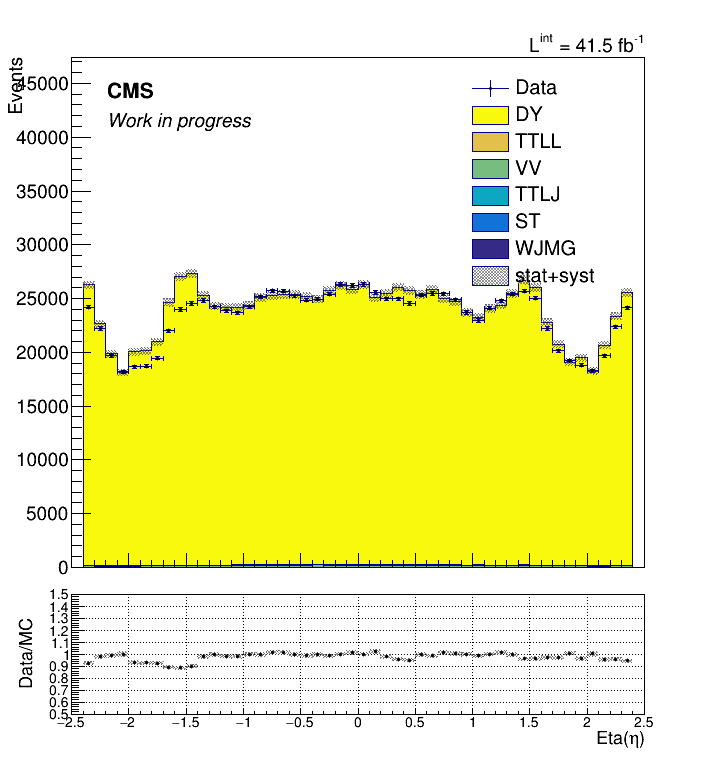 L^int = 41.5 fb^-1
Events
45000
40000
35000
30000
25000
20000
15000
10000
5000
0
CMS
Work in progress
Data
DY
TTLL
VV
TTLJ
ST
WJMG
stat+syst
Data/MC
1.5
1.4
1.3
1.2
1.1
1
0.9
0.8
0.7
0.6
0.5
−2.5 −2 −1.5 −1 −0.5 0 0.5 1 1.5 2 2.5
Eta(η)